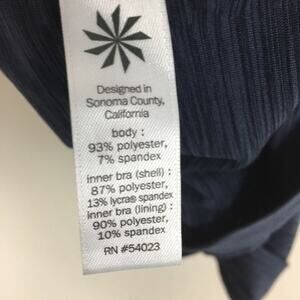 Designed in
Sonoma County,
California
body :
93% polyester,
7% spandex
inner bra (shell) :
87% polyester,
13% lycra® spandex
inner bra (lining) :
90% polyester,
10% spandex
RN #54023